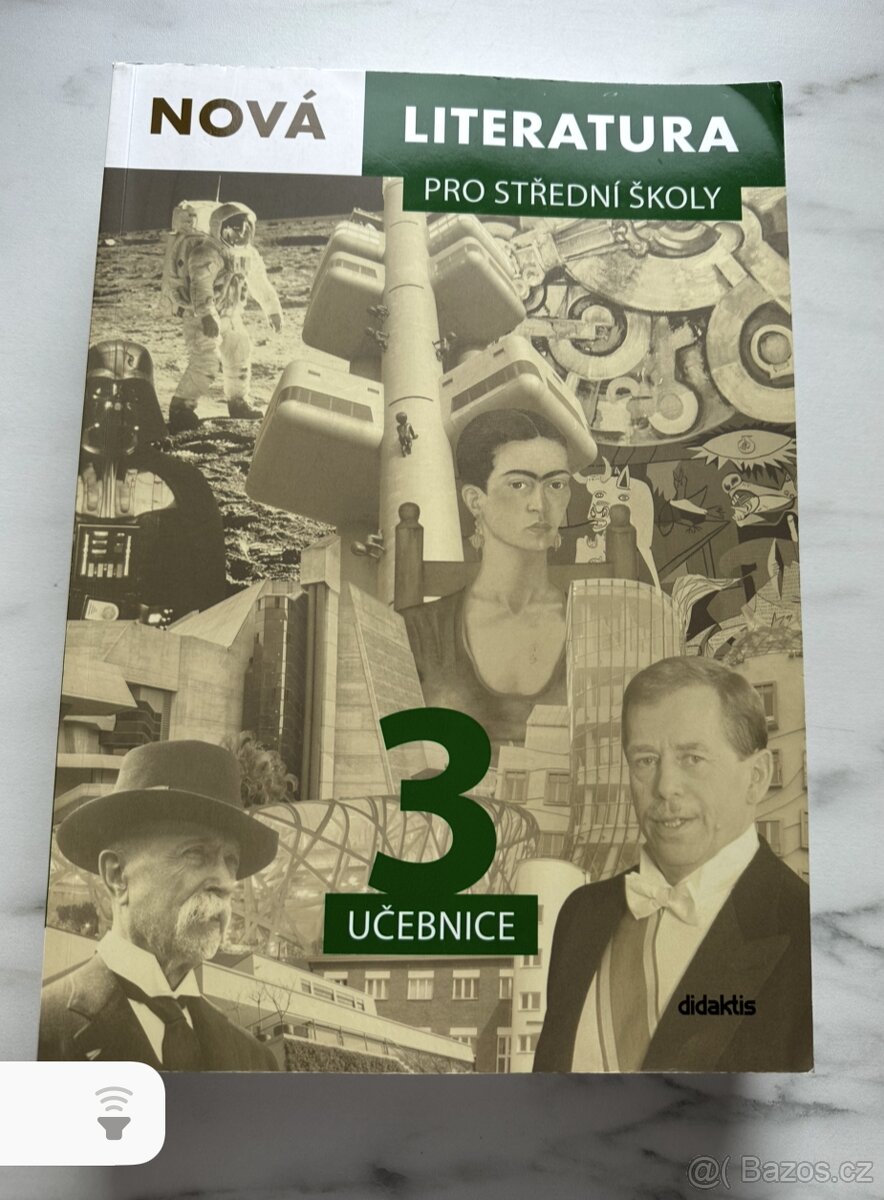 NOVÁ LITERATURA
PRO STŘEDNÍ ŠKOLY
3
UČEBNICE
didaktis
@( Bazos.cz